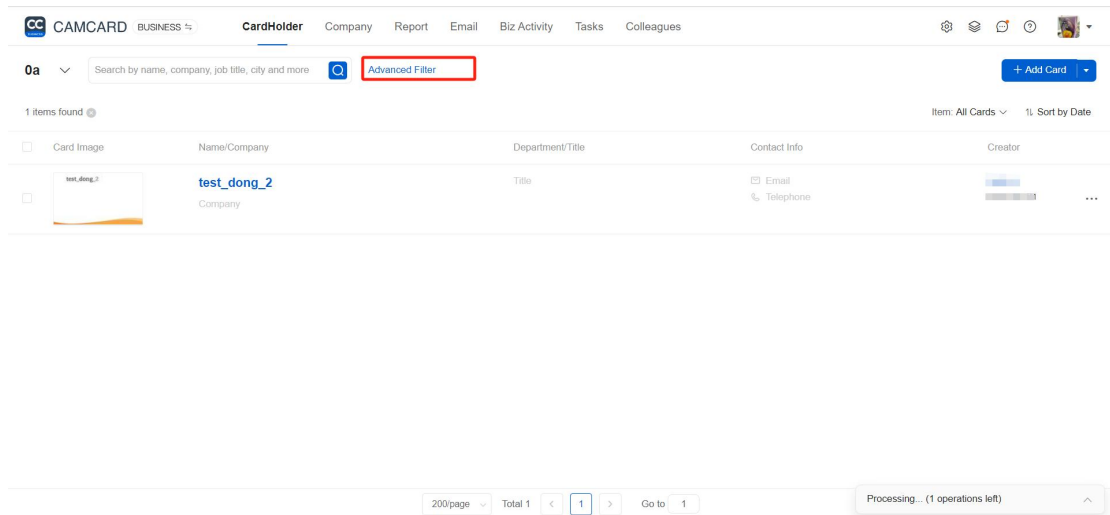 CC CAMCARD BUSINESS CardHolder Company Report Email Biz Activity Tasks Colleagues
0a Search by name, company, job title, city and more Advanced Filter + Add Card
1 items found Item: All Cards Sort by Date
Card Image Name/Company Department/Title Contact Info Creator
test_dong_2 test_dong_2 Title Email
Company Telephone
200/page Total 1 < 1 > Go to 1 Processing... (1 operations left)